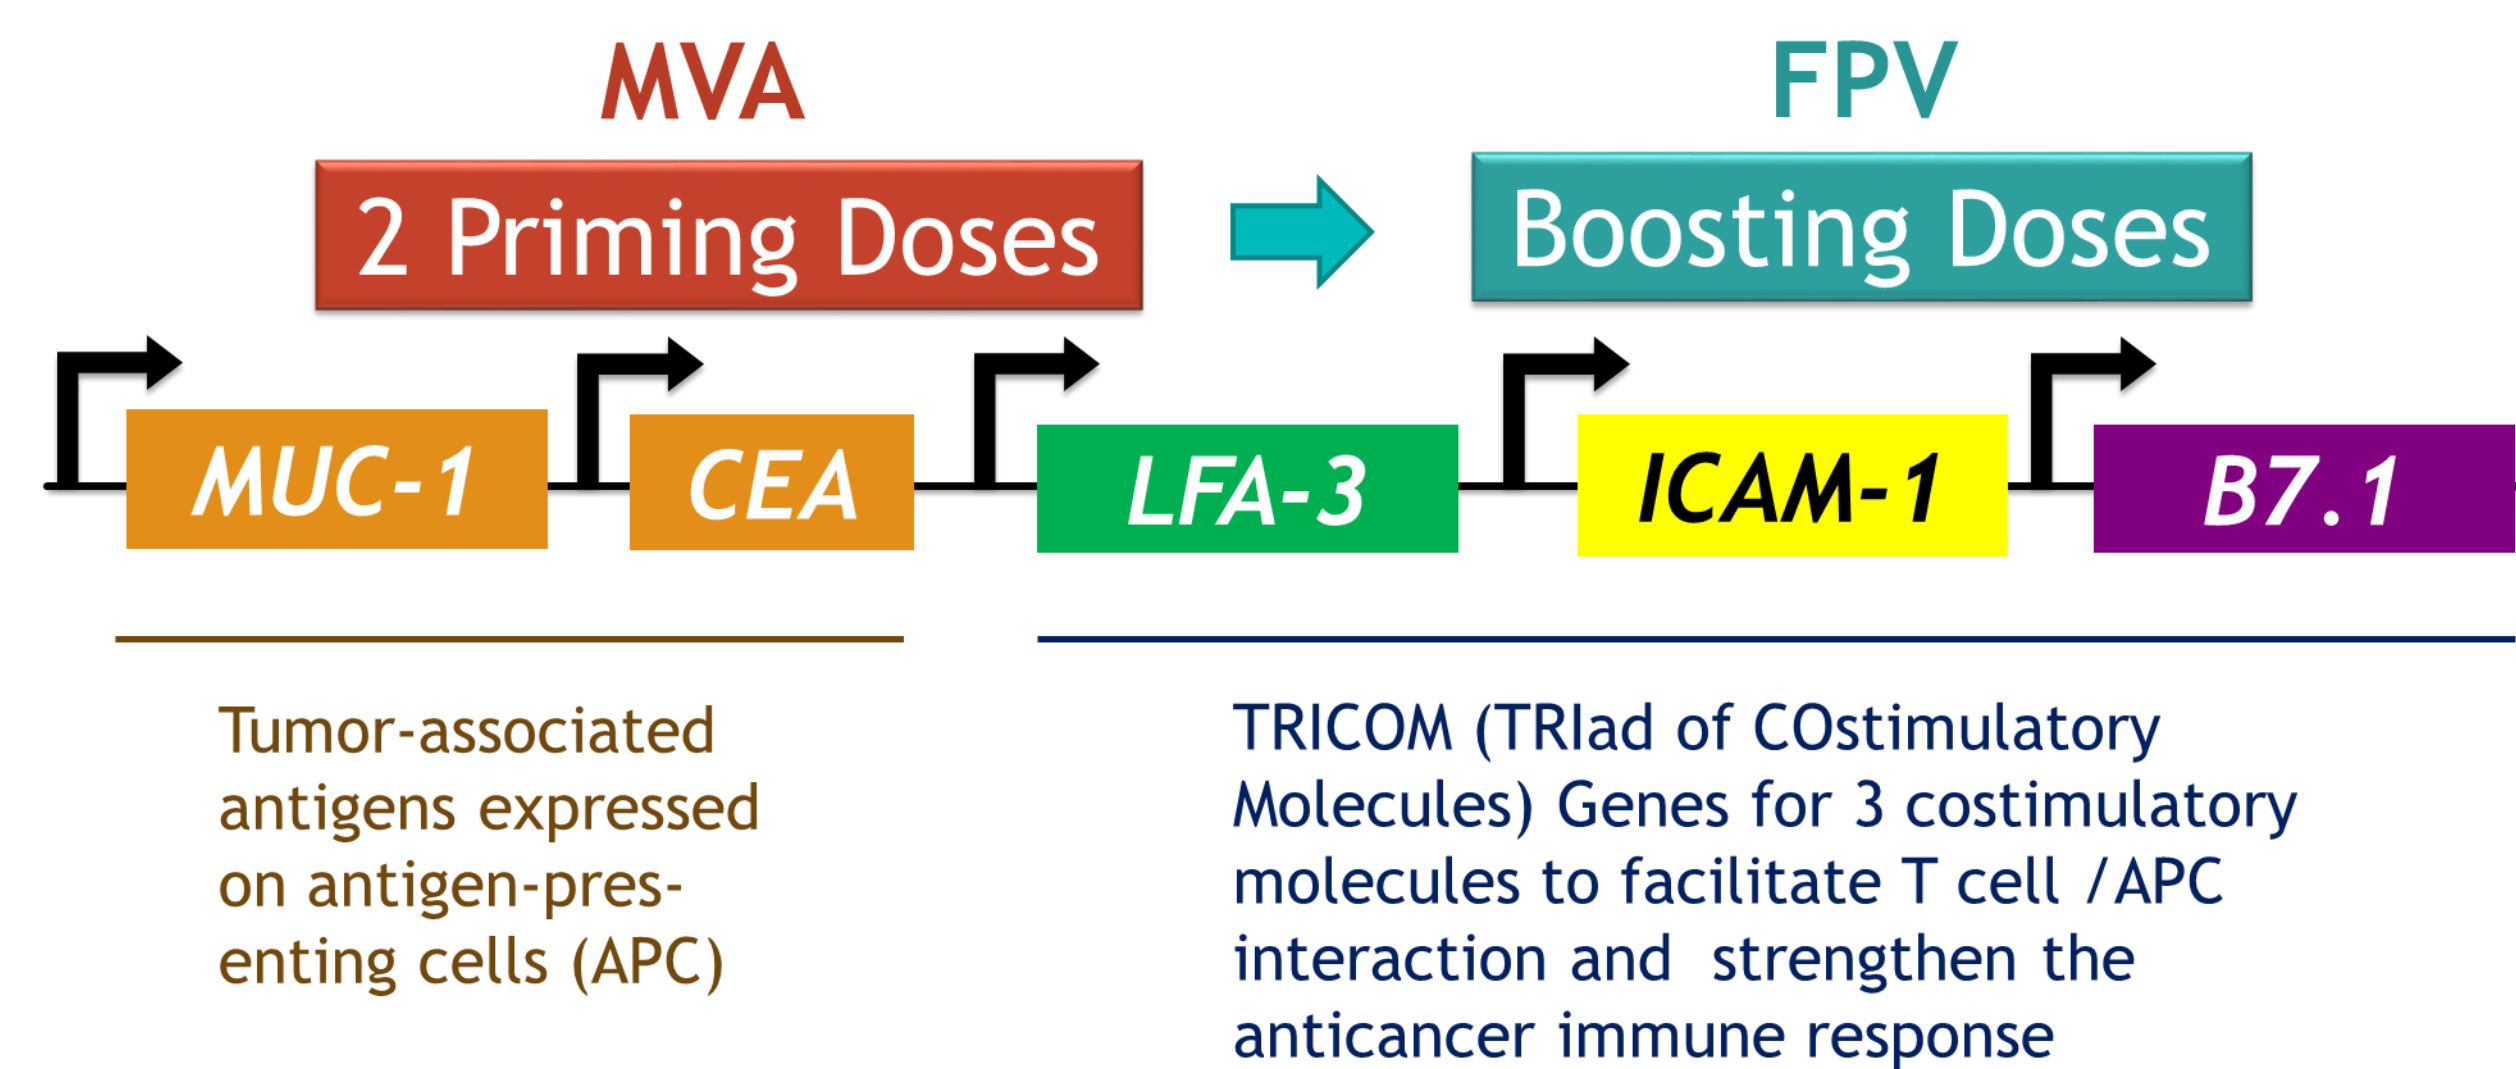 MVA
FPV
2 Priming Doses
Boosting Doses
MUC-1
CEA
LFA-3
ICAM-1
B7.1
Tumor-associated
antigens expressed
on antigen-pres-
enting cells (APC)
TRICOM (TRIad of COstimulatory
Molecules) Genes for 3 costimulatory
molecules to facilitate T cell /APC
interaction and  strengthen the
anticancer immune response